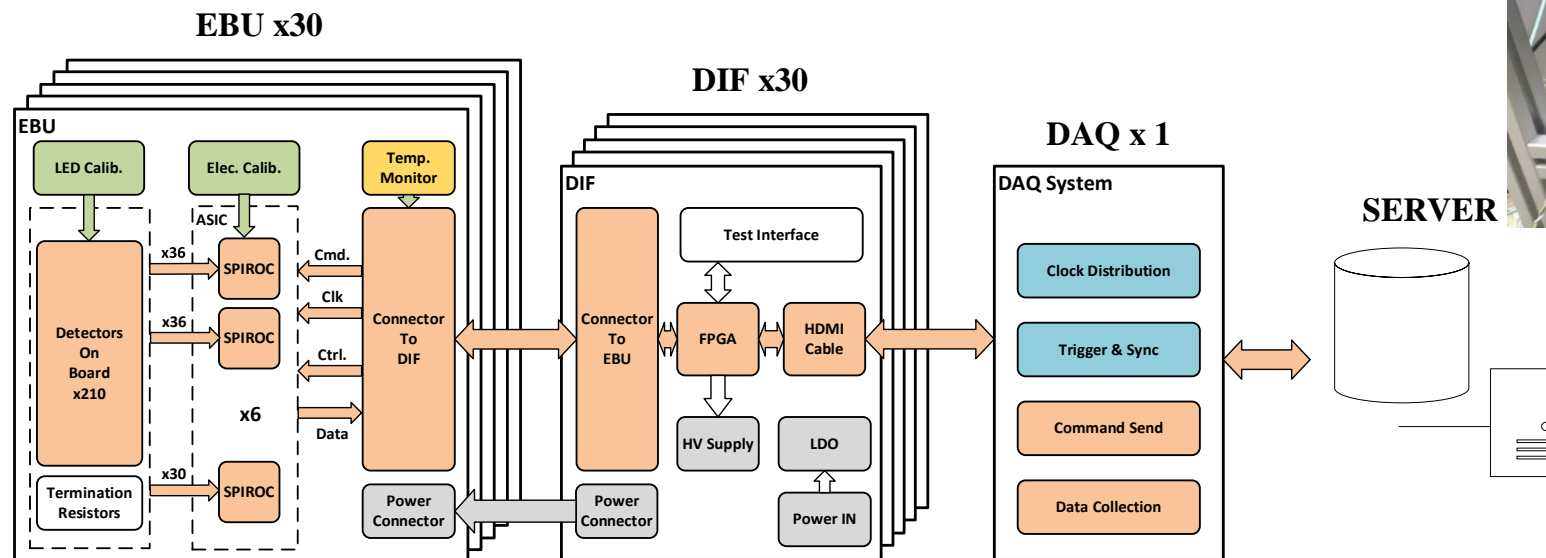 EBU x30
DIF x30
DAQ x 1
SERVER
EBU
LED Calib.
Elec. Calib.
Temp.
Monitor
ASIC
Detectors
On
Board
x210
x36
SPIROC
x36
SPIROC
x6
x30
SPIROC
Termination
Resistors
Cmd.
Clk
Ctrl.
Data
Connector
To
DIF
Power
Connector
DIF
Test Interface
Connector
To
EBU
FPGA
HDMI
Cable
HV Supply
LDO
Power
Connector
Power IN
DAQ System
Clock Distribution
Trigger & Sync
Command Send
Data Collection